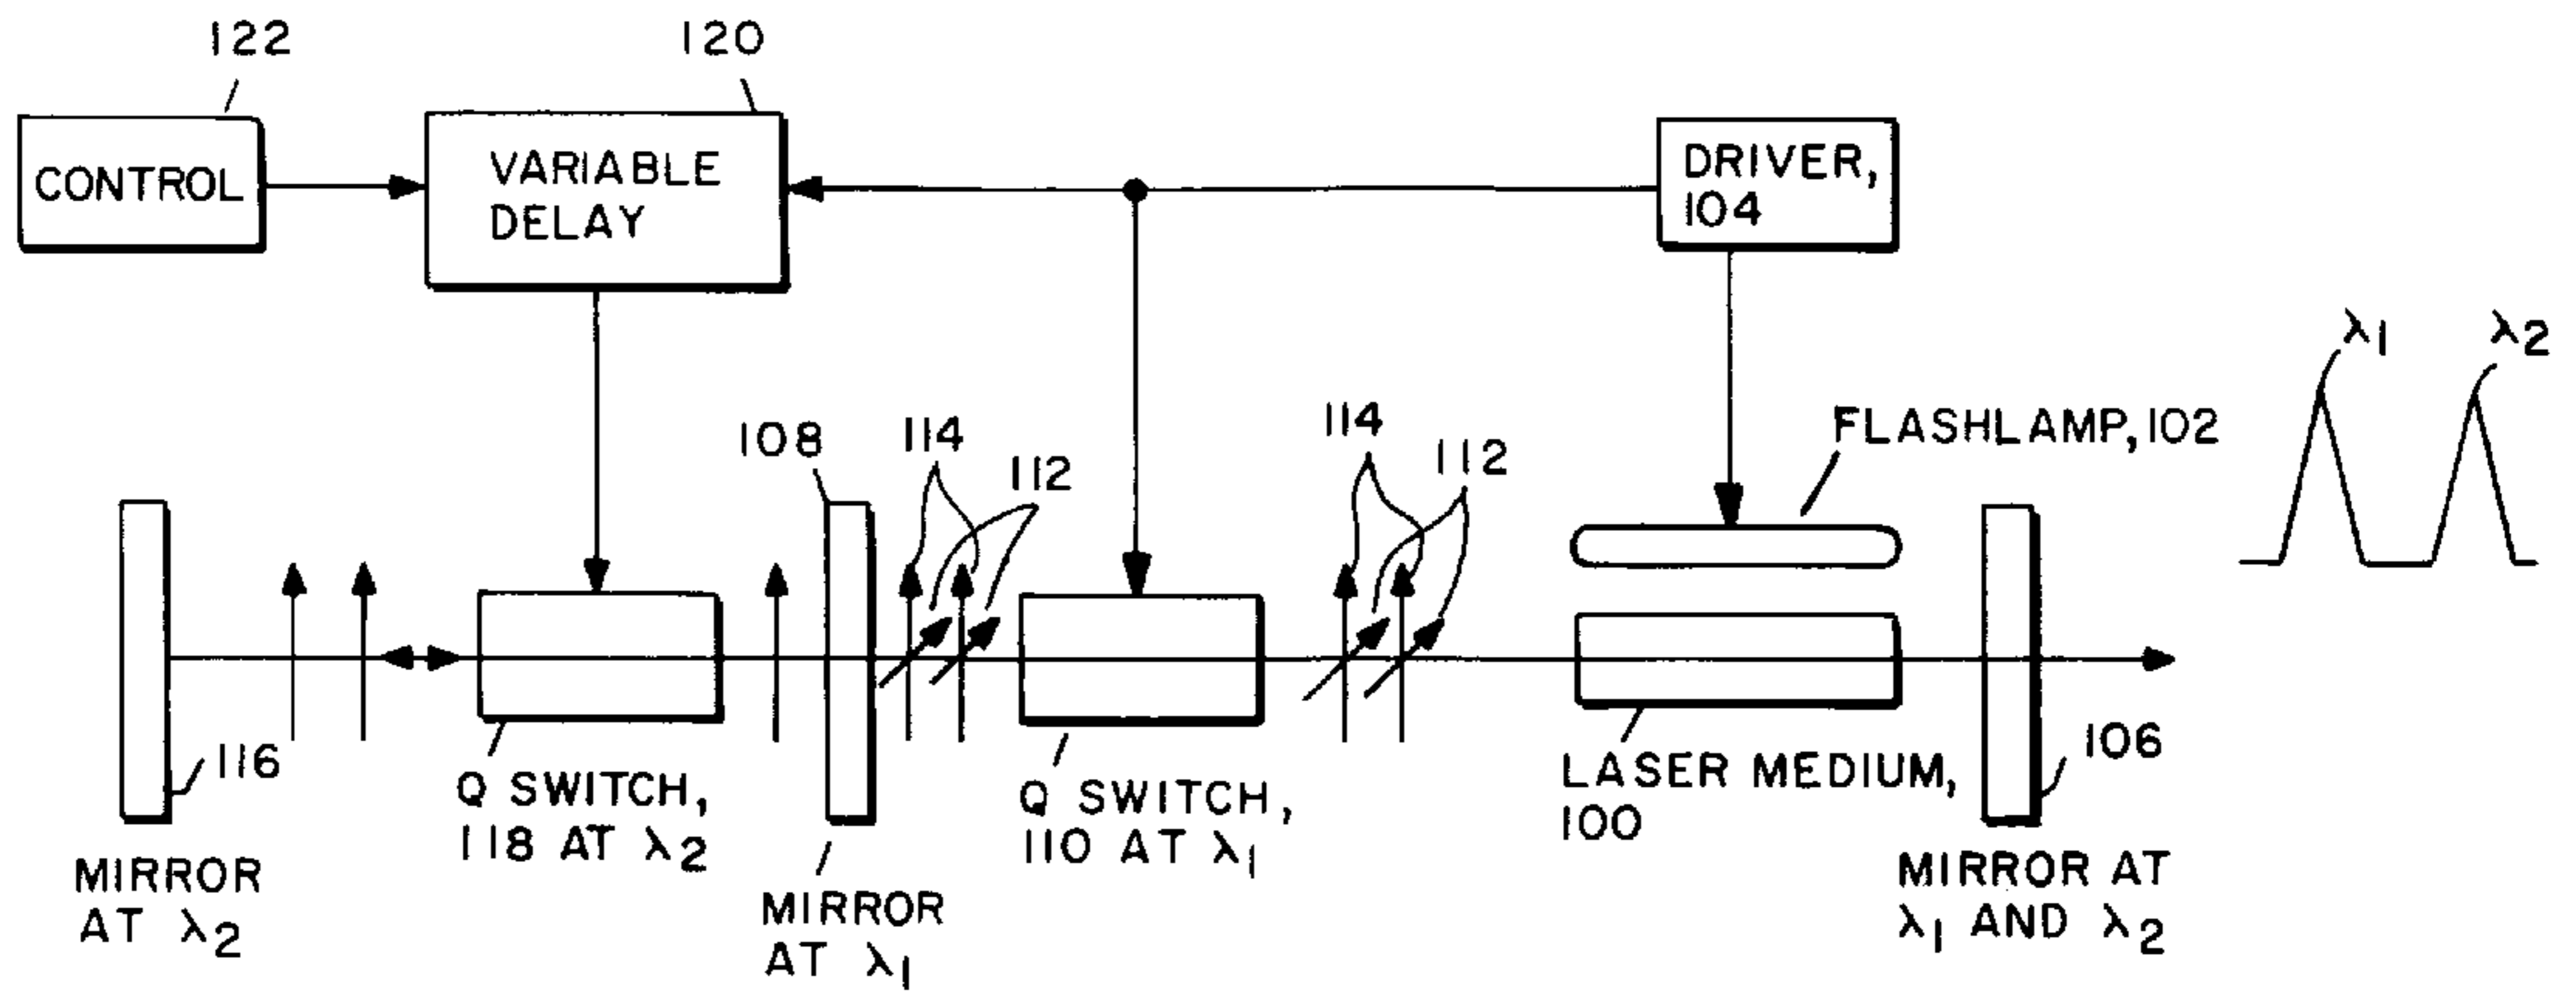 122
120
CONTROL
VARIABLE
DELAY
DRIVER,
104
λ1
λ2
108
114
112
114
112
FLASHLAMP, 102
116
Q SWITCH,
118 AT λ2
Q SWITCH,
110 AT λ1
LASER MEDIUM,
100
106
MIRROR
AT λ2
MIRROR
AT λ1
MIRROR AT
λ1 AND λ2